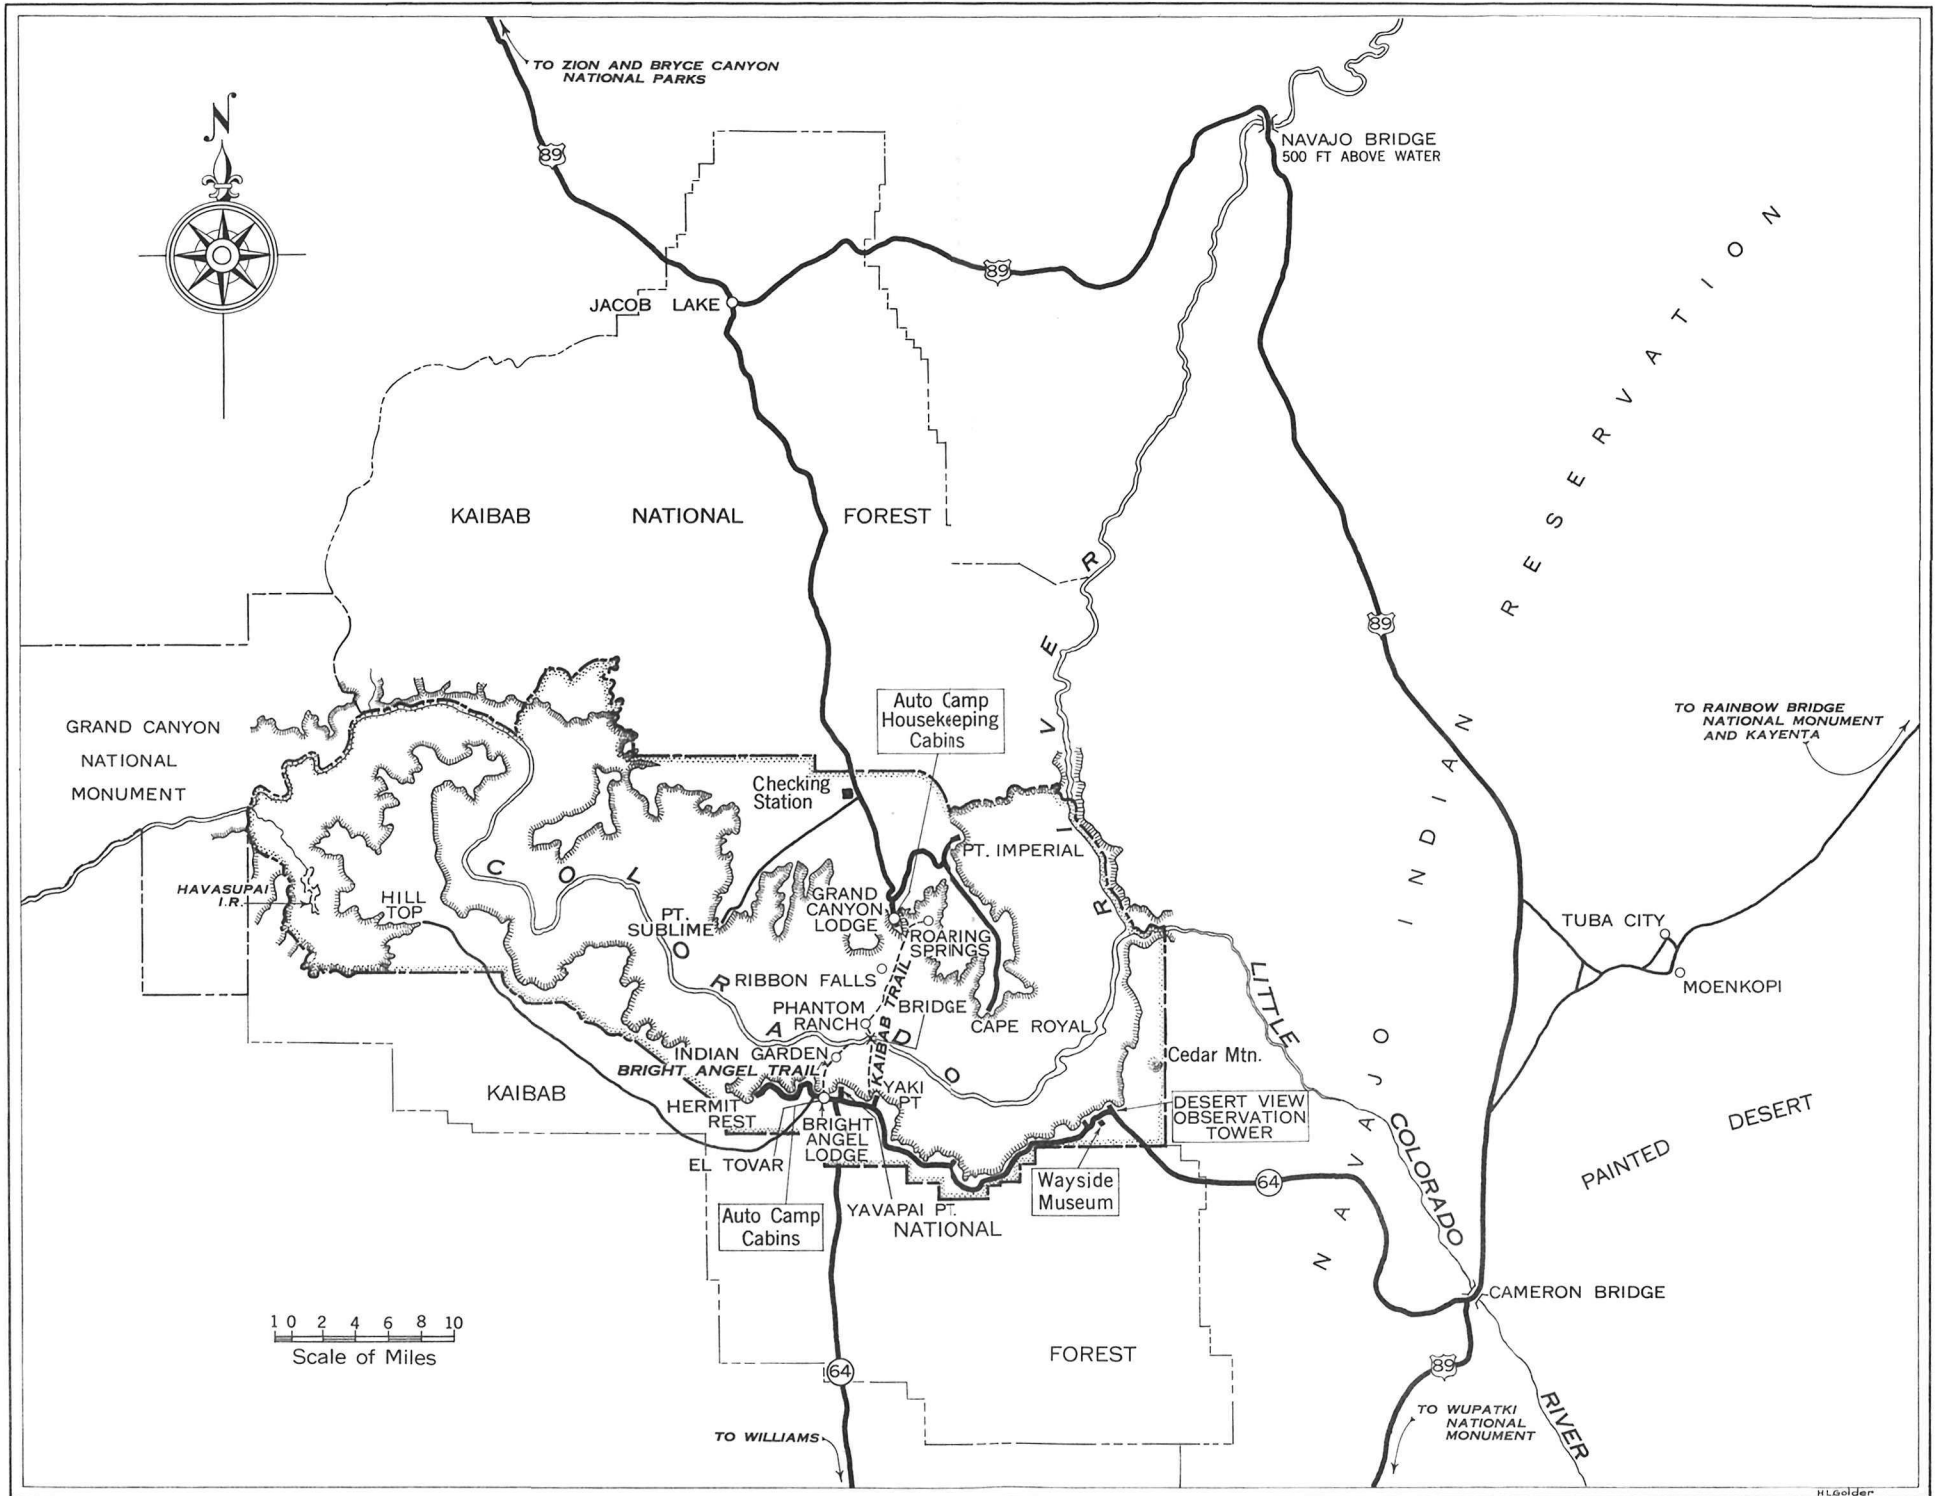 TO ZION AND BRYCE CANYON
NATIONAL PARKS
N
89
NAVAJO BRIDGE
500 FT ABOVE WATER
89
JACOB LAKE
KAIBAB NATIONAL FOREST
NAVAJO INDIAN RESERVATION
89
COLORADO RIVER
GRAND CANYON
NATIONAL
MONUMENT
Auto Camp
Housekeeping
Cabins
TO RAINBOW BRIDGE
NATIONAL MONUMENT
AND KAYENTA
Checking
Station
PT. IMPERIAL
HAVASUPAI
I.R.
HILL
TOP
PT.
SUBLIME
GRAND
CANYON
LODGE
ROARING
SPRINGS
TUBA CITY
MOENKOPI
RIBBON FALLS
KAIBAB TRAIL
PHANTOM
RANCH
BRIDGE
CAPE ROYAL
LITTLE COLORADO RIVER
INDIAN GARDEN
BRIGHT ANGEL TRAIL
Cedar Mtn.
KAIBAB
HERMIT
REST
YAKI
PT
DESERT VIEW
OBSERVATION
TOWER
BRIGHT
ANGEL
LODGE
EL TOVAR
PAINTED DESERT
Wayside
Museum
64
Auto Camp
Cabins
YAVAPAI PT.
NATIONAL
CAMERON BRIDGE
1 0 2 4 6 8 10
Scale of Miles
FOREST
64
89
TO WILLIAMS
TO WUPATKI
NATIONAL
MONUMENT
HLGolder